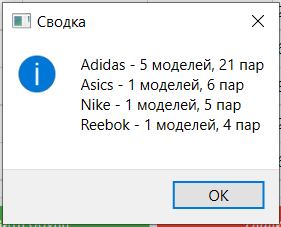 Сводка
Adidas - 5 моделей, 21 пар
Asics - 1 моделей, 6 пар
Nike - 1 моделей, 5 пар
Reebok - 1 моделей, 4 пар
OK